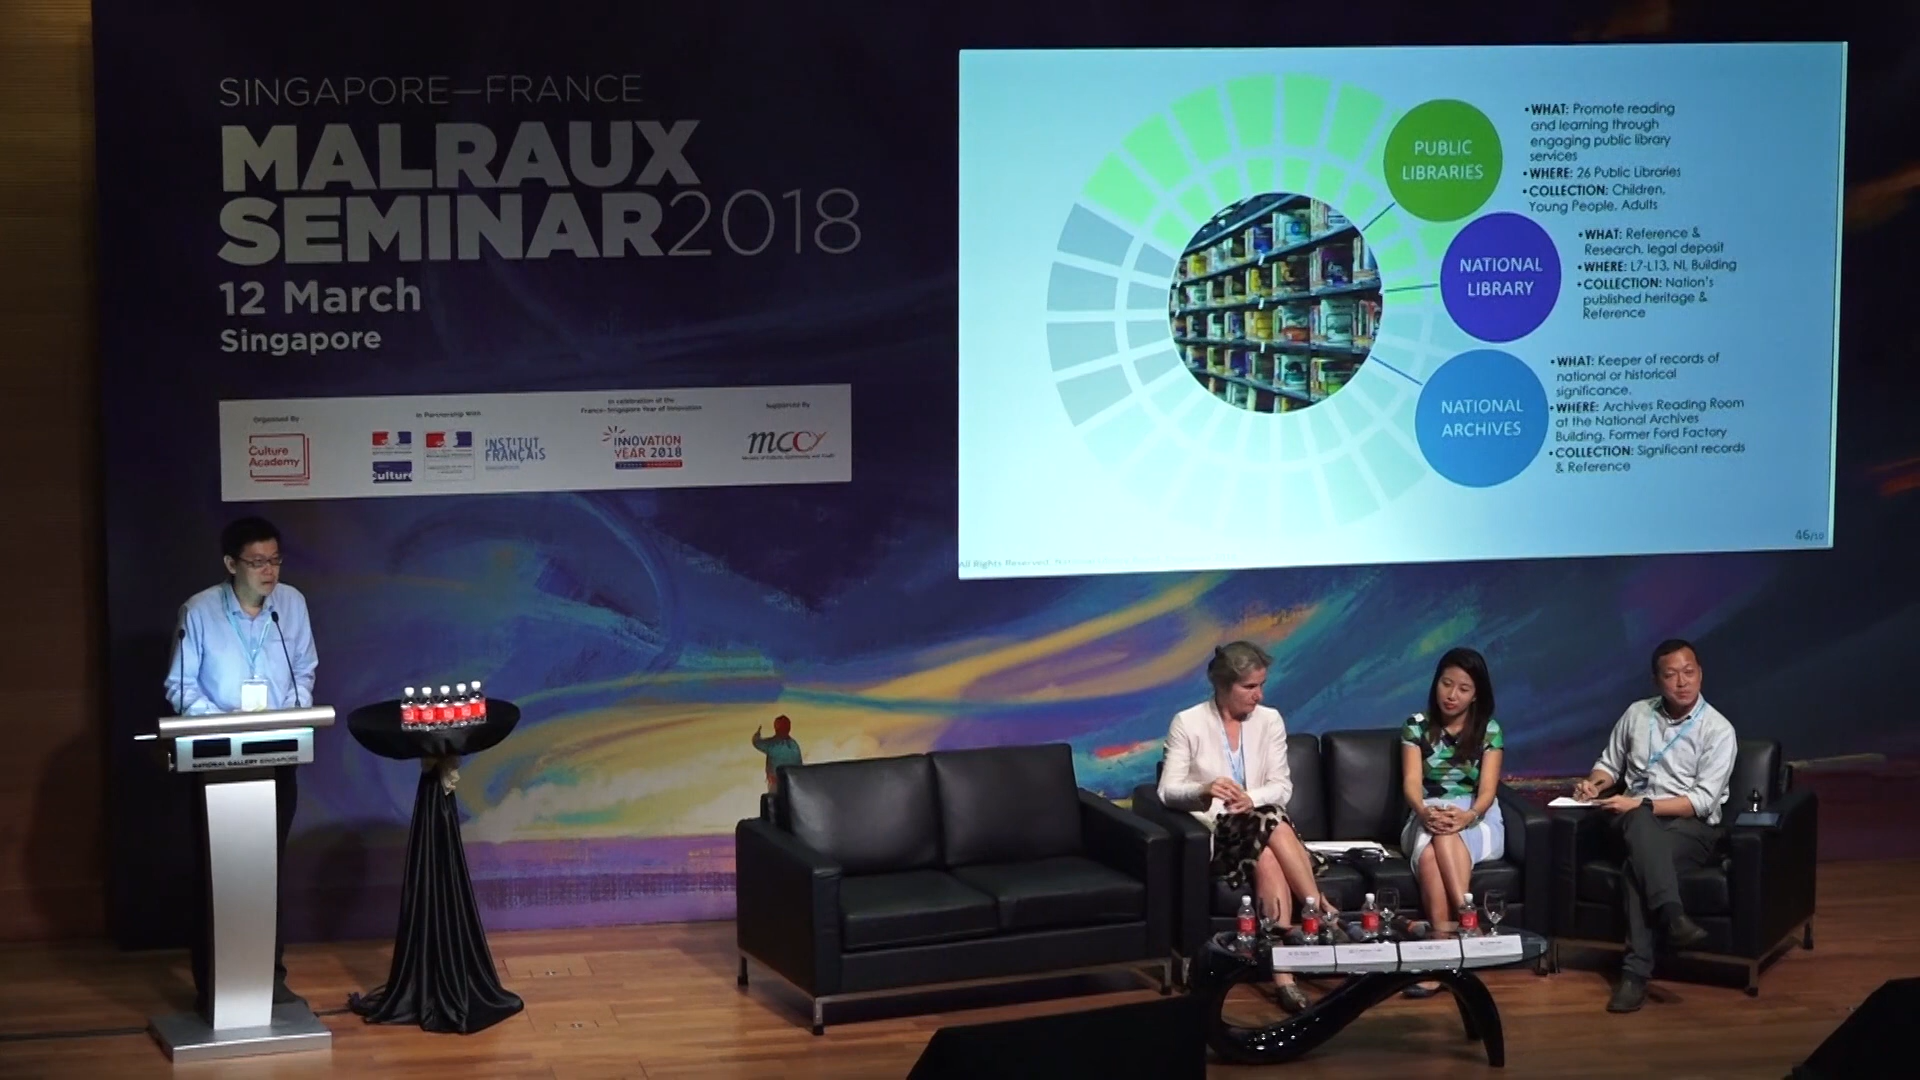 SINGAPORE—FRANCE
MALRAUX
SEMINAR2018
12 March
Singapore
Organised By
In Partnership With
In celebration of the
France-Singapore Year of Innovation
Supported By
Culture
Academy
Culture
INSTITUT
FRANÇAIS
INNOVATION
YEAR 2018
mccy
NATIONAL GALLERY SINGAPORE
PUBLIC
LIBRARIES
• WHAT: Promote reading
and learning through
engaging public library
services
• WHERE: 26 Public Libraries
• COLLECTION: Children,
Young People, Adults
NATIONAL
LIBRARY
• WHAT: Reference &
Research, legal deposit
• WHERE: L7-L13, NL Building
• COLLECTION: Nation's
published heritage &
Reference
NATIONAL
ARCHIVES
• WHAT: Keeper of records of
national or historical
significance.
• WHERE: Archives Reading Room
at the National Archives
Building, Former Ford Factory
• COLLECTION: Significant records
& Reference
46/10
All Rights Reserved.